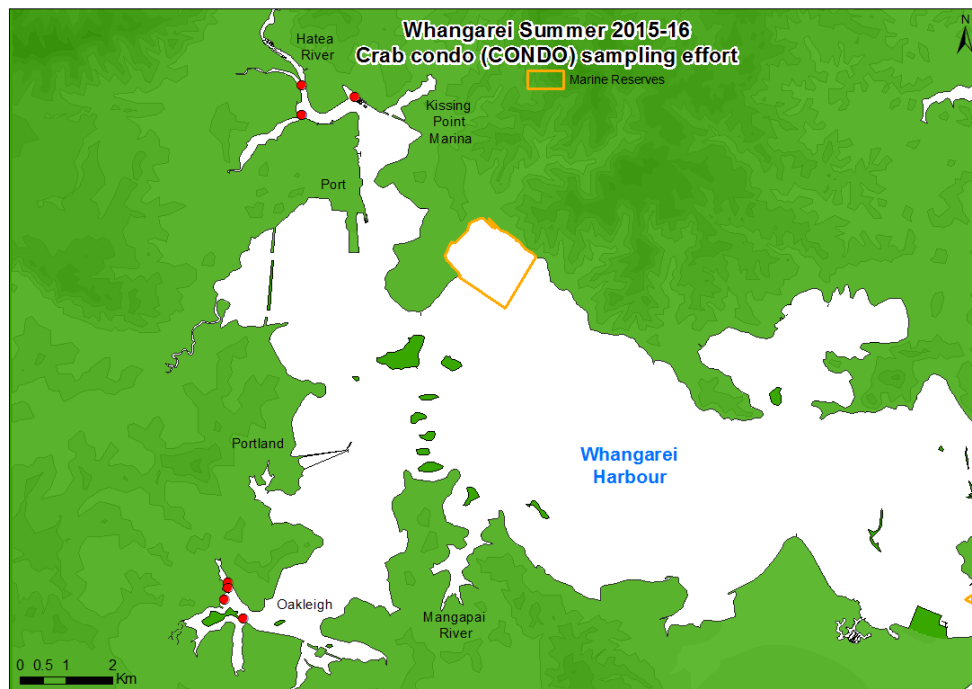 Whangarei Summer 2015-16
Crab condo (CONDO) sampling effort
Marine Reserves
N
Hatea
River
Kissing
Point
Marina
Port
Portland
Whangarei
Harbour
Oakleigh
Mangapai
River
0 0.5 1 2
Km